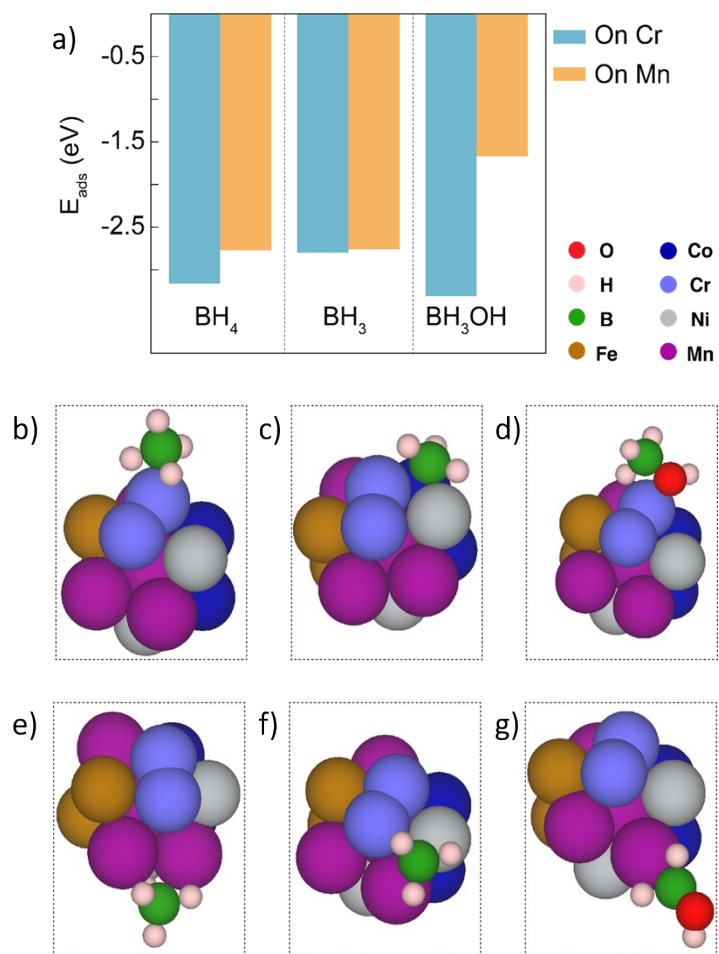 a)
-0.5
-1.5
-2.5
E_ads (eV)
BH₄
BH₃
BH₃OH
On Cr
On Mn
O
Co
H
Cr
B
Ni
Fe
Mn
b)
c)
d)
e)
f)
g)